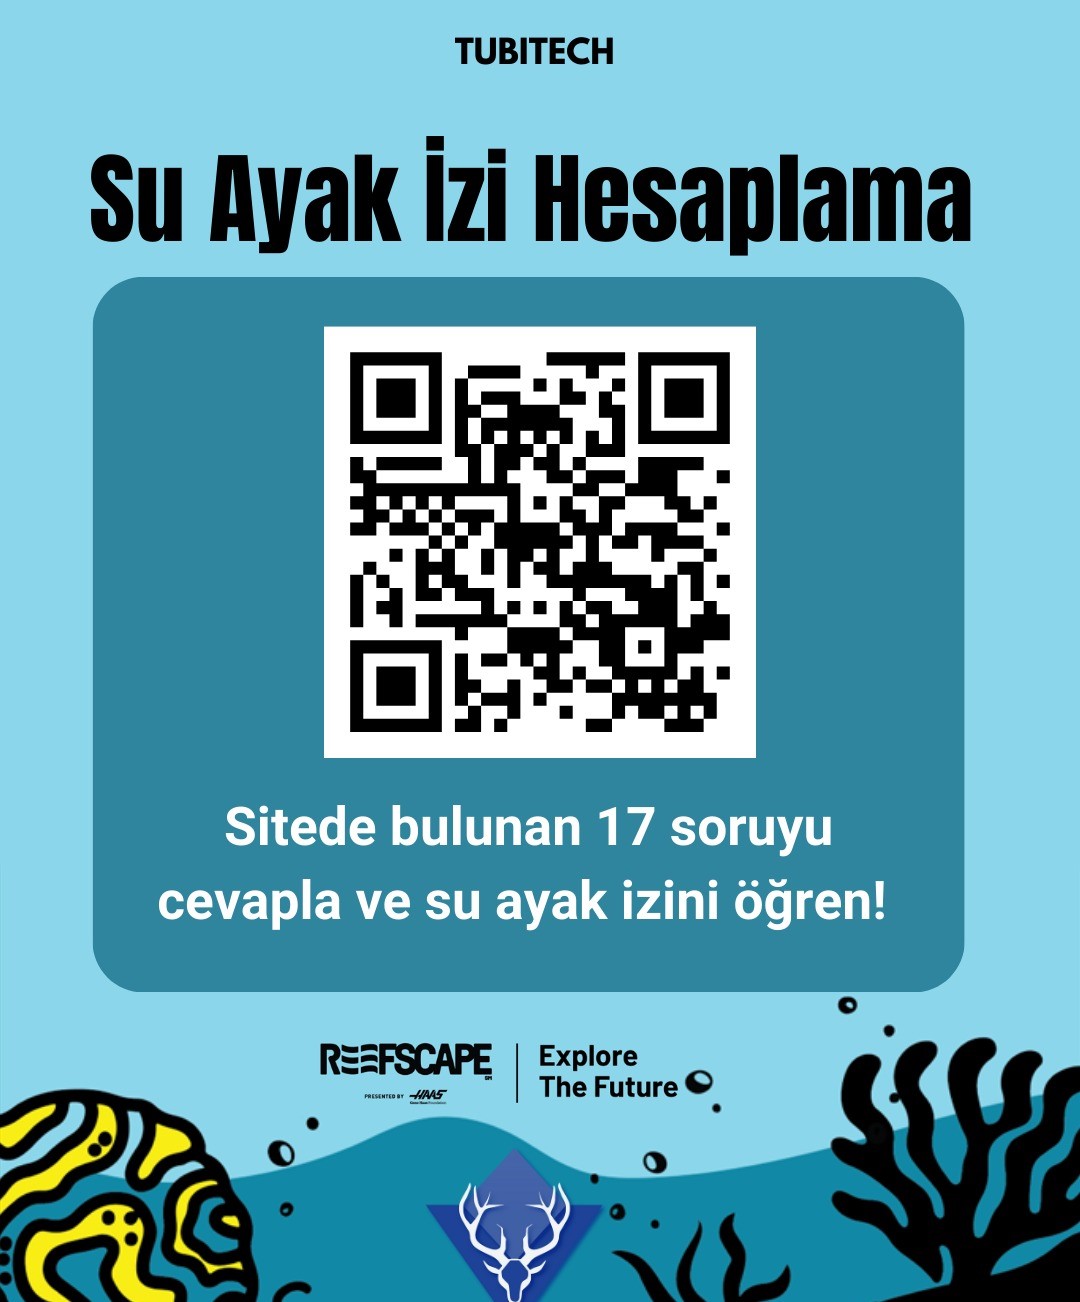 TUBITECH
Su Ayak İzi Hesaplama
Sitede bulunan 17 soruyu
cevapla ve su ayak izini öğren!
REEFSCAPE
SM
PRESENTED BY HAAS
Explore
The Future